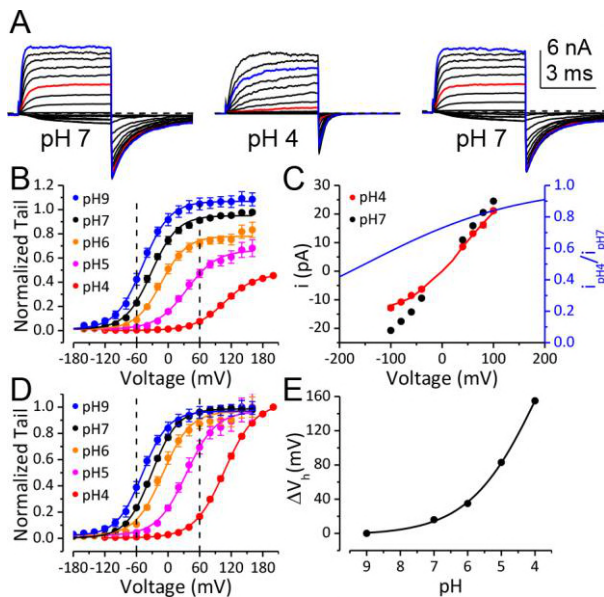 A
6 nA
3 ms
pH 7
pH 4
pH 7
B
Normalized Tail
1.2
1.0
0.8
0.6
0.4
0.2
0.0
pH9
pH7
pH6
pH5
pH4
-180 -120 -60 0 60 120 180
Voltage (mV)
C
i (pA)
30
20
10
0
-10
-20
pH4
pH7
1.0
0.8
0.6
0.4
0.2
0
i pH4/i pH7
-200 -100 0 100 200
Voltage (mV)
D
Normalized Tail
1.0
0.8
0.6
0.4
0.2
0.0
pH9
pH7
pH6
pH5
pH4
-180 -120 -60 0 60 120 180
Voltage (mV)
E
ΔVh (mV)
160
120
80
40
0
9 8 7 6 5 4
pH